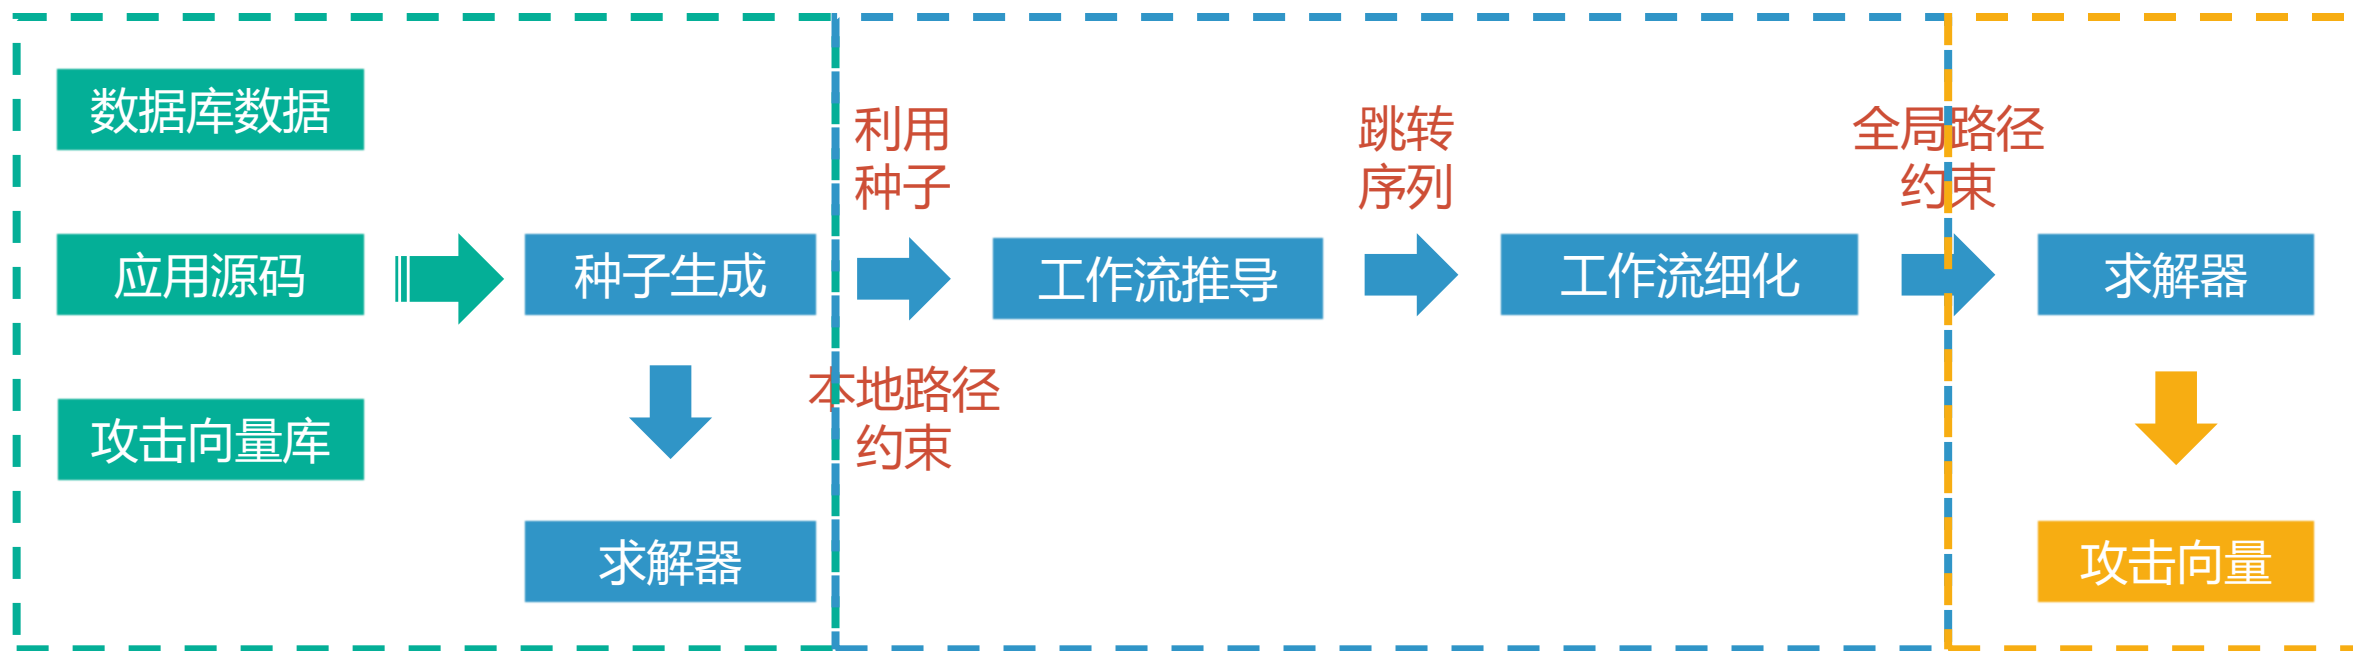 数据库数据
应用源码
攻击向量库
种子生成
求解器
利用
种子
本地路径
约束
工作流推导
跳转
序列
工作流细化
全局路径
约束
求解器
攻击向量